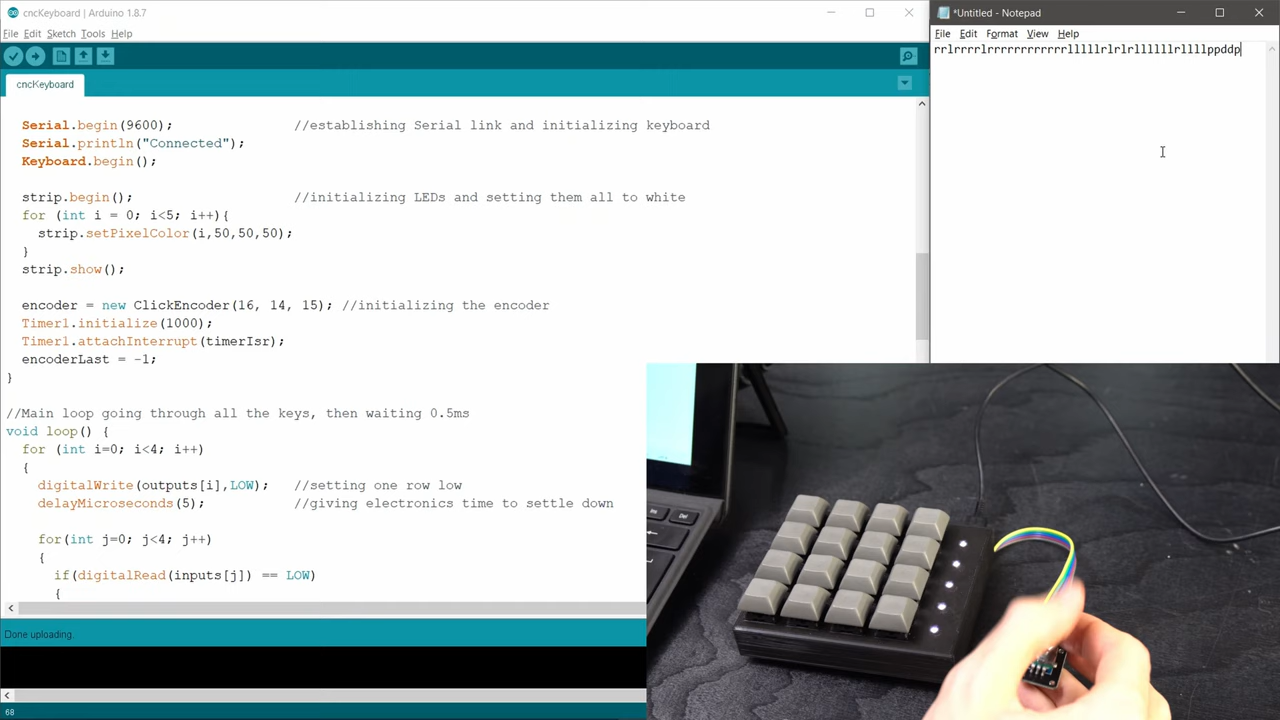 cncKeyboard | Arduino 1.8.7
File Edit Sketch Tools Help
cncKeyboard
Serial.begin(9600); //establishing Serial link and initializing keyboard
Serial.println("Connected");
Keyboard.begin();
strip.begin(); //initializing LEDs and setting them all to white
for (int i = 0; i<5; i++){
strip.setPixelColor(i,50,50,50);
}
strip.show();
encoder = new ClickEncoder(16, 14, 15); //initializing the encoder
Timer1.initialize(1000);
Timer1.attachInterrupt(timerIsr);
encoderLast = -1;
}
//Main loop going through all the keys, then waiting 0.5ms
void loop() {
for (int i=0; i<4; i++)
{
digitalWrite(outputs[i],LOW); //setting one row low
delayMicroseconds(5); //giving electronics time to settle down
for(int j=0; j<4; j++)
{
if(digitalRead(inputs[j]) == LOW)
{
Done uploading.
68
*Untitled - Notepad
File Edit Format View Help
rrlrrrrlrrrrrrrrrrrrlllllrlrlrllllllrllllppddp
Ins
Del